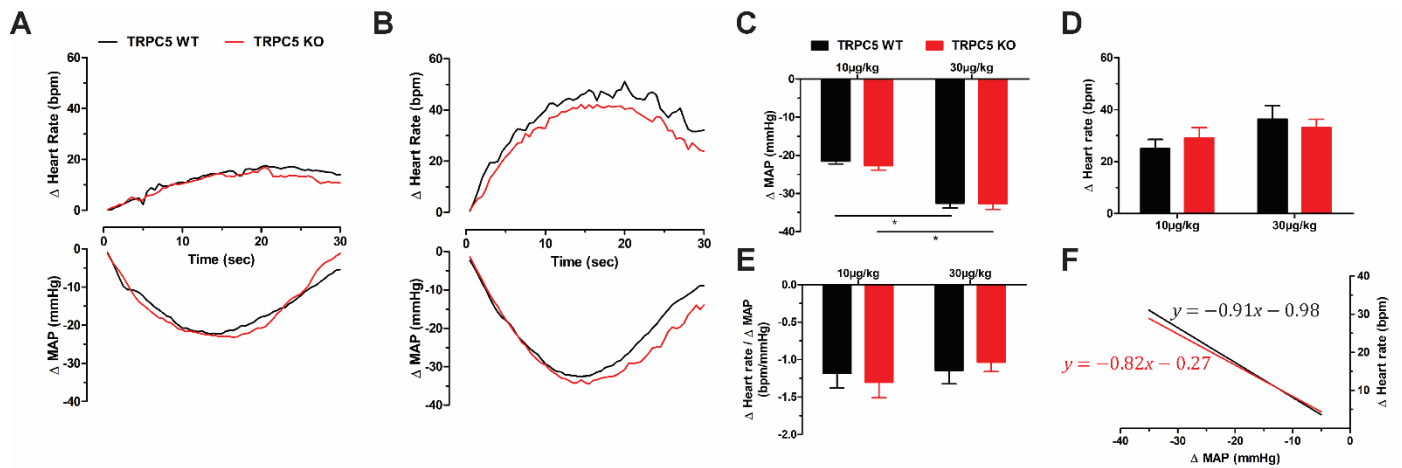 A
TRPC5 WT
TRPC5 KO
60
40
20
0
Δ Heart Rate (bpm)
0
10
20
30
Time (sec)
0
-10
-20
-30
-40
Δ MAP (mmHg)
B
60
40
20
0
Δ Heart Rate (bpm)
0
10
20
30
Time (sec)
0
-10
-20
-30
-40
Δ MAP (mmHg)
C
TRPC5 WT
TRPC5 KO
10μg/kg
30μg/kg
0
-10
-20
-30
-40
Δ MAP (mmHg)
*
*
D
60
40
20
0
Δ Heart rate (bpm)
10μg/kg
30μg/kg
E
10μg/kg
30μg/kg
0.0
-0.5
-1.0
-1.5
-2.0
Δ Heart rate / Δ MAP
(bpm/mmHg)
F
y = −0.91x − 0.98
y = −0.82x − 0.27
40
30
20
10
Δ Heart rate (bpm)
-40
-30
-20
-10
0
Δ MAP (mmHg)